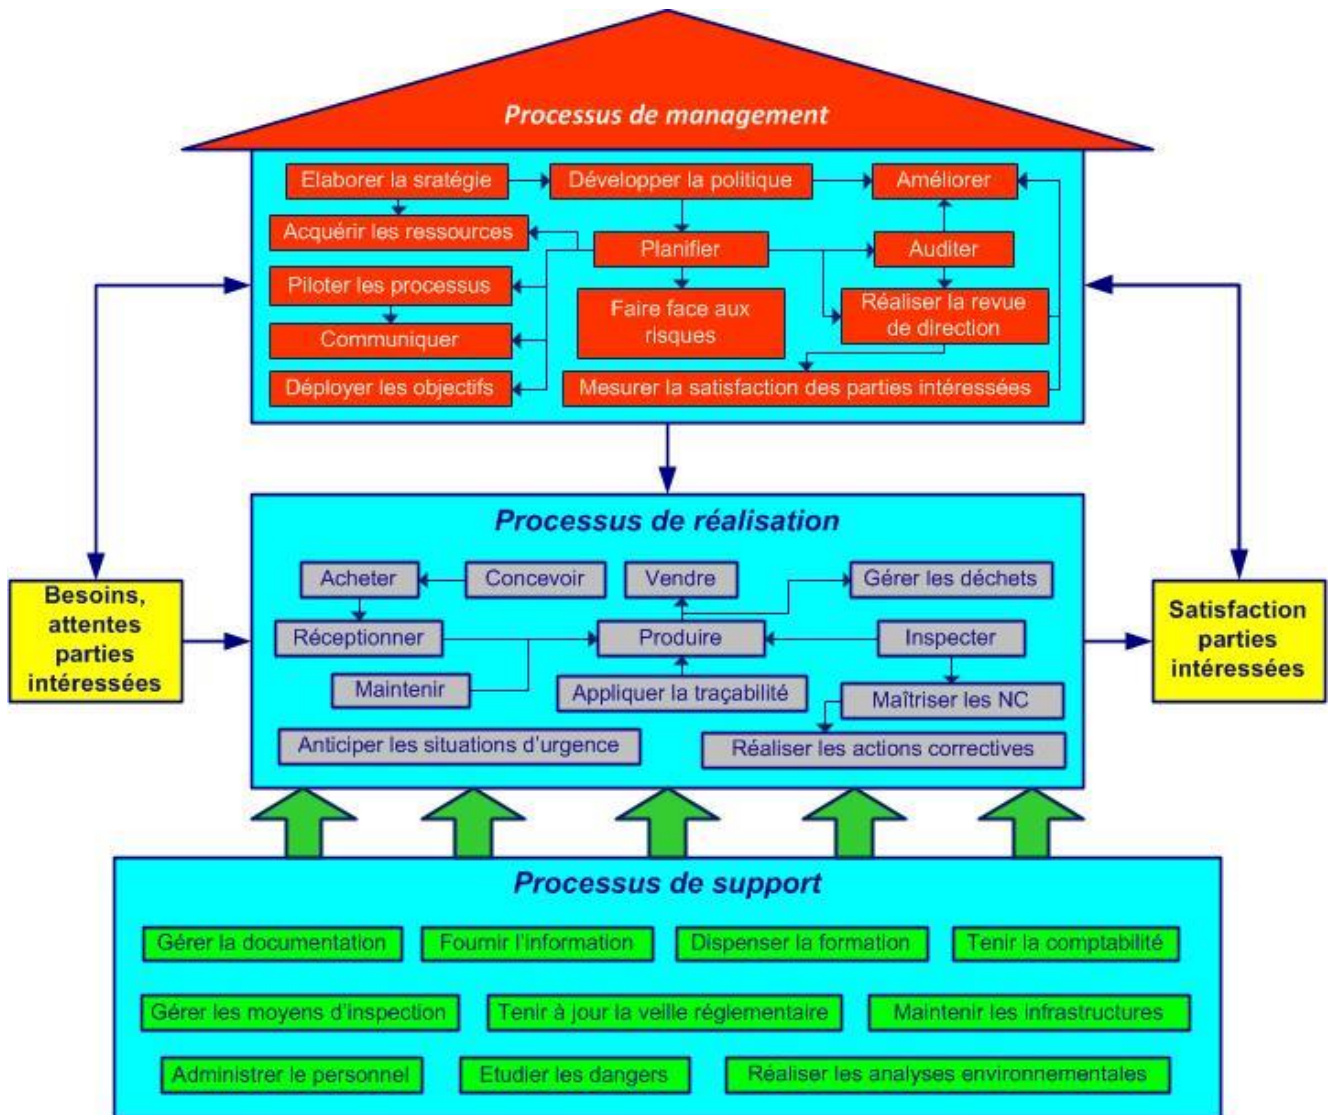 Processus de management
Elaborer la sratégie
Développer la politique
Améliorer
Acquérir les ressources
Planifier
Auditer
Piloter les processus
Faire face aux
risques
Réaliser la revue
de direction
Communiquer
Déployer les objectifs
Mesurer la satisfaction des parties intéressées
Processus de réalisation
Acheter
Concevoir
Vendre
Gérer les déchets
Besoins,
attentes
parties
intéressées
Satisfaction
parties
intéressées
Réceptionner
Produire
Inspecter
Maintenir
Appliquer la traçabilité
Maîtriser les NC
Anticiper les situations d'urgence
Réaliser les actions correctives
Processus de support
Gérer la documentation
Fournir l'information
Dispenser la formation
Tenir la comptabilité
Gérer les moyens d'inspection
Tenir à jour la veille réglementaire
Maintenir les infrastructures
Administrer le personnel
Etudier les dangers
Réaliser les analyses environnementales